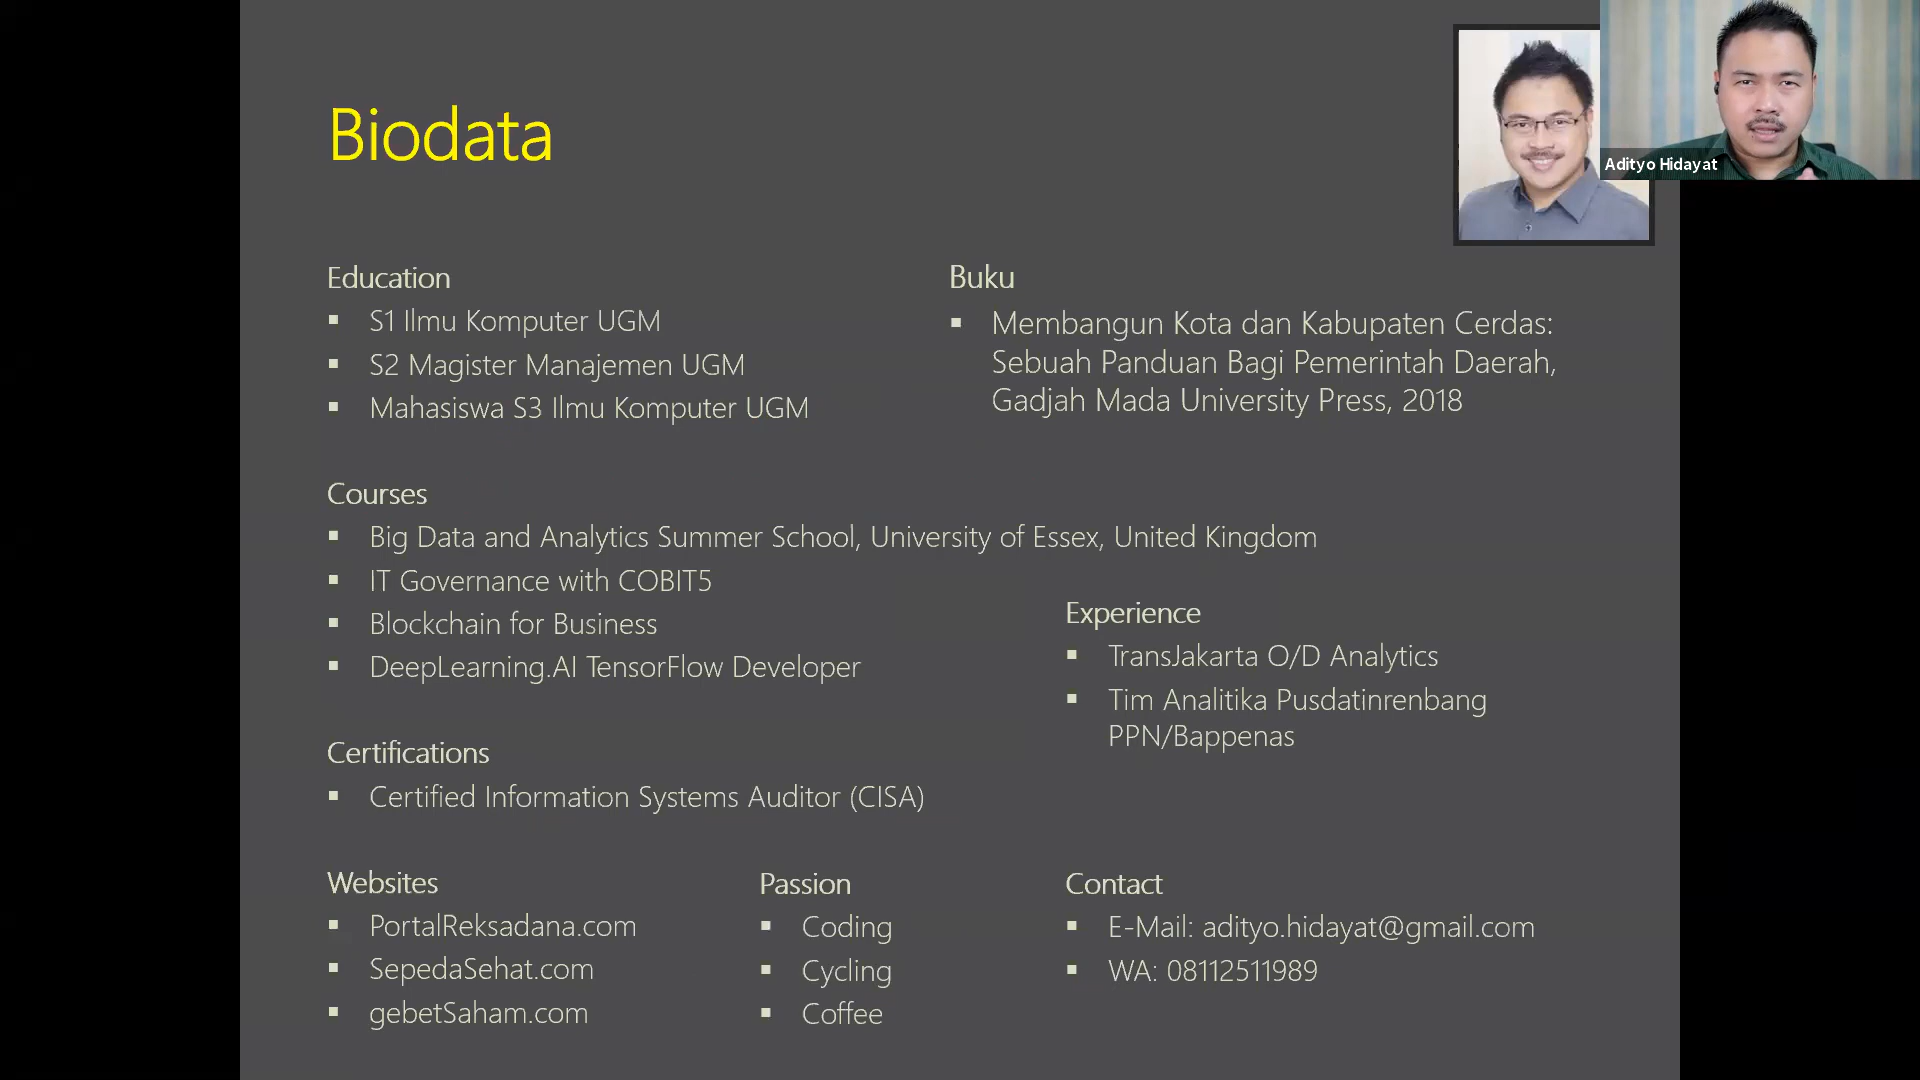 Biodata
Adityo Hidayat
Education
S1 Ilmu Komputer UGM
S2 Magister Manajemen UGM
Mahasiswa S3 Ilmu Komputer UGM
Buku
Membangun Kota dan Kabupaten Cerdas:
Sebuah Panduan Bagi Pemerintah Daerah,
Gadjah Mada University Press, 2018
Courses
Big Data and Analytics Summer School, University of Essex, United Kingdom
IT Governance with COBIT5
Blockchain for Business
DeepLearning.AI TensorFlow Developer
Experience
TransJakarta O/D Analytics
Tim Analitika Pusdatinrenbang
PPN/Bappenas
Certifications
Certified Information Systems Auditor (CISA)
Websites
PortalReksadana.com
SepedaSehat.com
gebetSaham.com
Passion
Coding
Cycling
Coffee
Contact
E-Mail: adityo.hidayat@gmail.com
WA: 08112511989